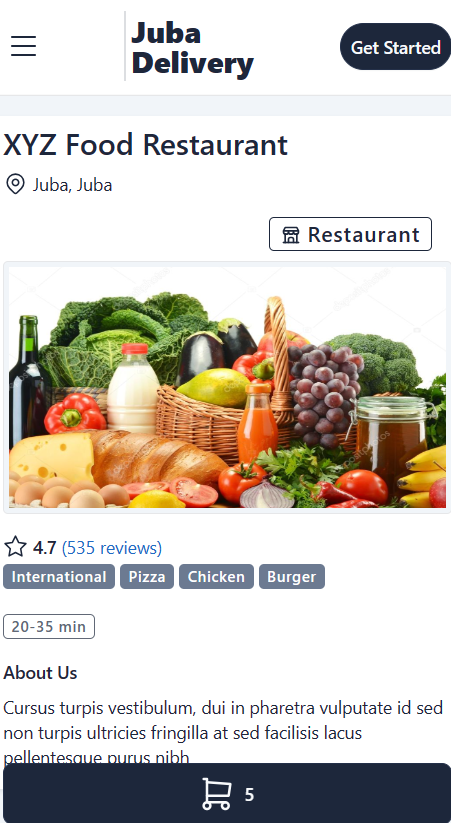 Juba
Delivery
Get Started
XYZ Food Restaurant
Juba, Juba
Restaurant
4.7 (535 reviews)
International Pizza Chicken Burger
20-35 min
About Us
Cursus turpis vestibulum, dui in pharetra vulputate id sed
non turpis ultricies fringilla at sed facilisis lacus
pellentesque purus nibh
5